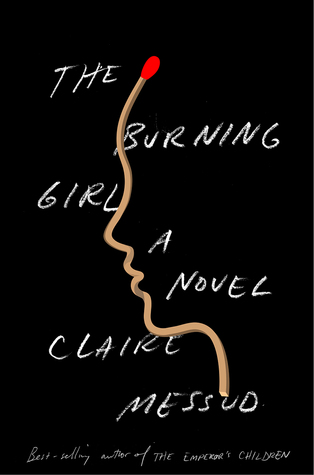 THE
BURNING
GIRL
A
NOVEL
CLAIRE
MESSUD
Best-selling author of THE EMPEROR'S CHILDREN